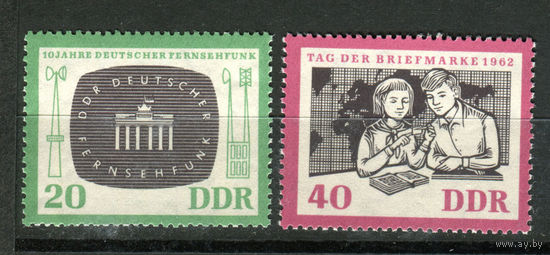 10 JAHRE DEUTSCHER FERNSEHFUNK
DDR DEUTSCHER
FERNSEHFUNK
20 DDR
TAG DER BRIEFMARKE 1962
40 DDR
www.ay.by